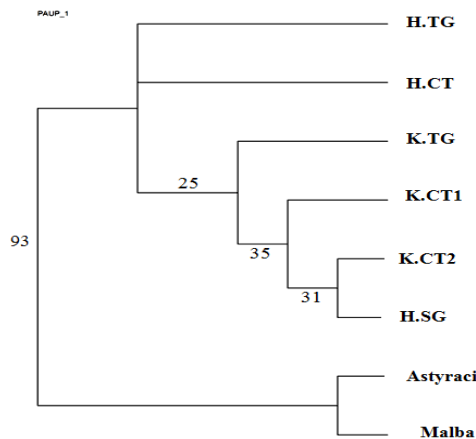 PAUP_1
H.TG
H.CT
K.TG
25
K.CT1
93
35
K.CT2
31
H.SG
Astyraci
Malba